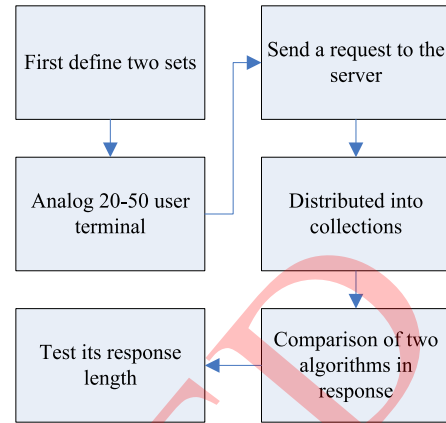 First define two sets
Analog 20-50 user
terminal
Send a request to the
server
Distributed into
collections
Comparison of two
algorithms in
response
Test its response
length